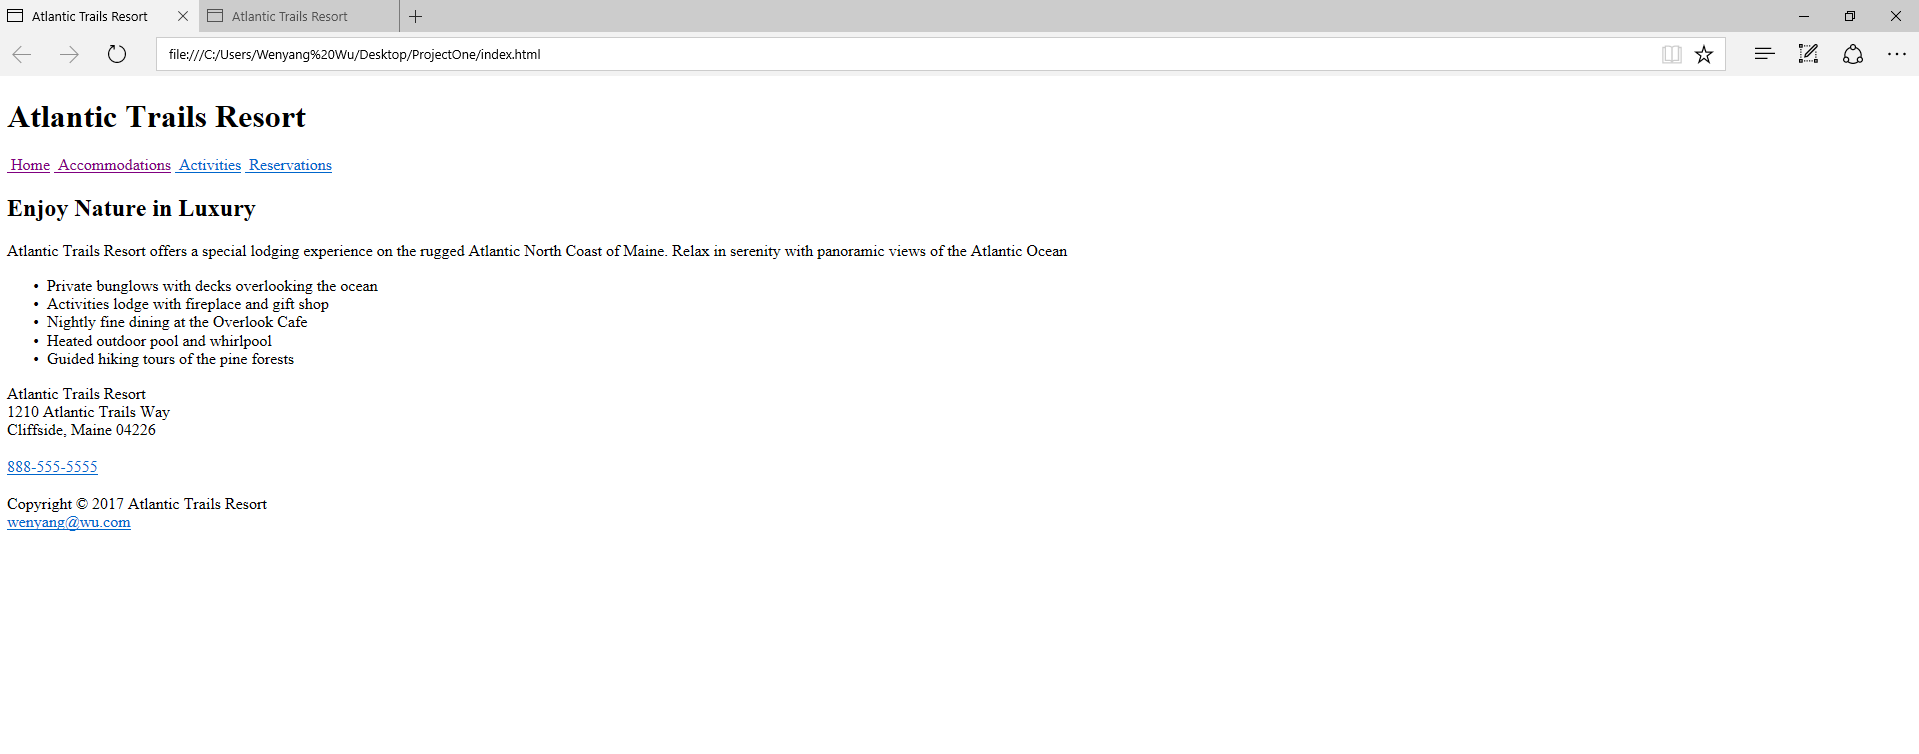 Atlantic Trails Resort
Atlantic Trails Resort
file:///C:/Users/Wenyang%20Wu/Desktop/ProjectOne/index.html
Atlantic Trails Resort
Home Accommodations Activities Reservations
Enjoy Nature in Luxury
Atlantic Trails Resort offers a special lodging experience on the rugged Atlantic North Coast of Maine. Relax in serenity with panoramic views of the Atlantic Ocean
• Private bunglows with decks overlooking the ocean
• Activities lodge with fireplace and gift shop
• Nightly fine dining at the Overlook Cafe
• Heated outdoor pool and whirlpool
• Guided hiking tours of the pine forests
Atlantic Trails Resort
1210 Atlantic Trails Way
Cliffside, Maine 04226
888-555-5555
Copyright © 2017 Atlantic Trails Resort
wenyang@wu.com